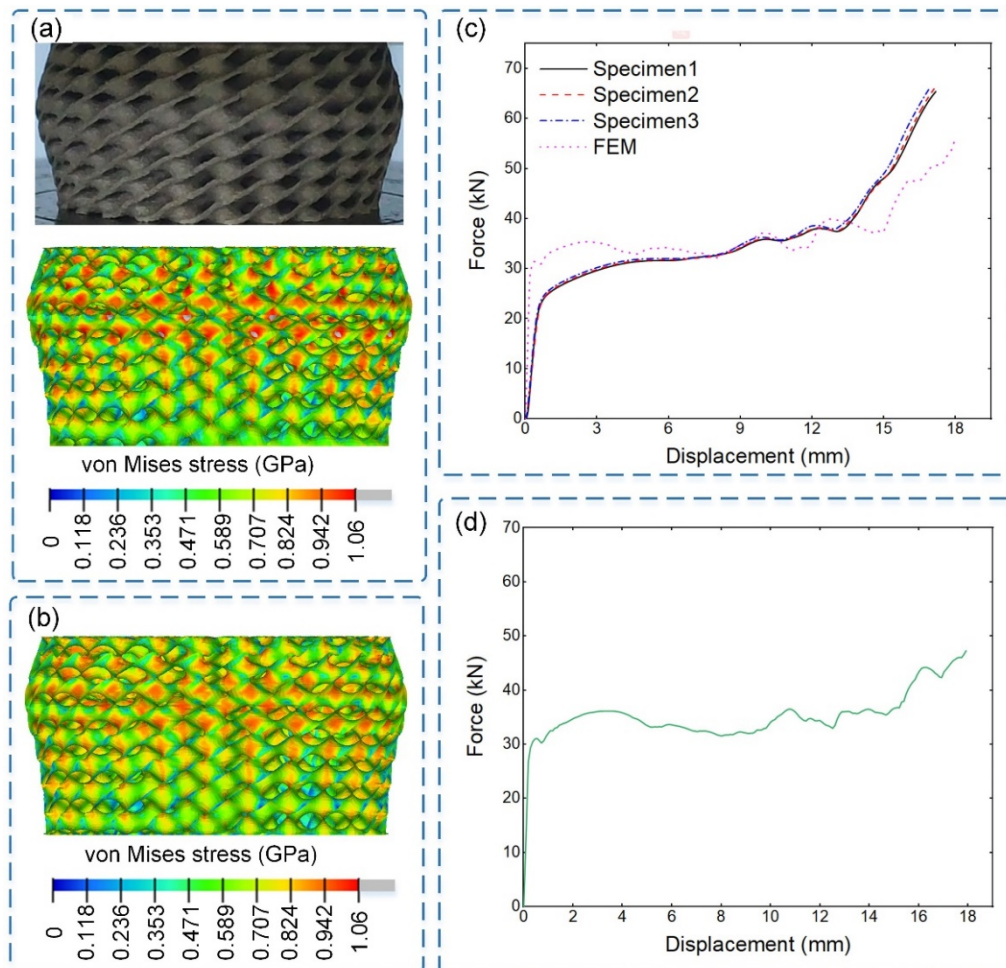 (a)
von Mises stress (GPa)
0 0.118 0.236 0.353 0.471 0.589 0.707 0.824 0.942 1.06
(b)
von Mises stress (GPa)
0 0.118 0.236 0.353 0.471 0.589 0.707 0.824 0.942 1.06
(c)
Specimen1
Specimen2
Specimen3
FEM
70
60
50
40
30
20
10
0
Force (kN)
0 3 6 9 12 15 18
Displacement (mm)
(d)
70
60
50
40
30
20
10
0
Force (kN)
0 2 4 6 8 10 12 14 16 18
Displacement (mm)